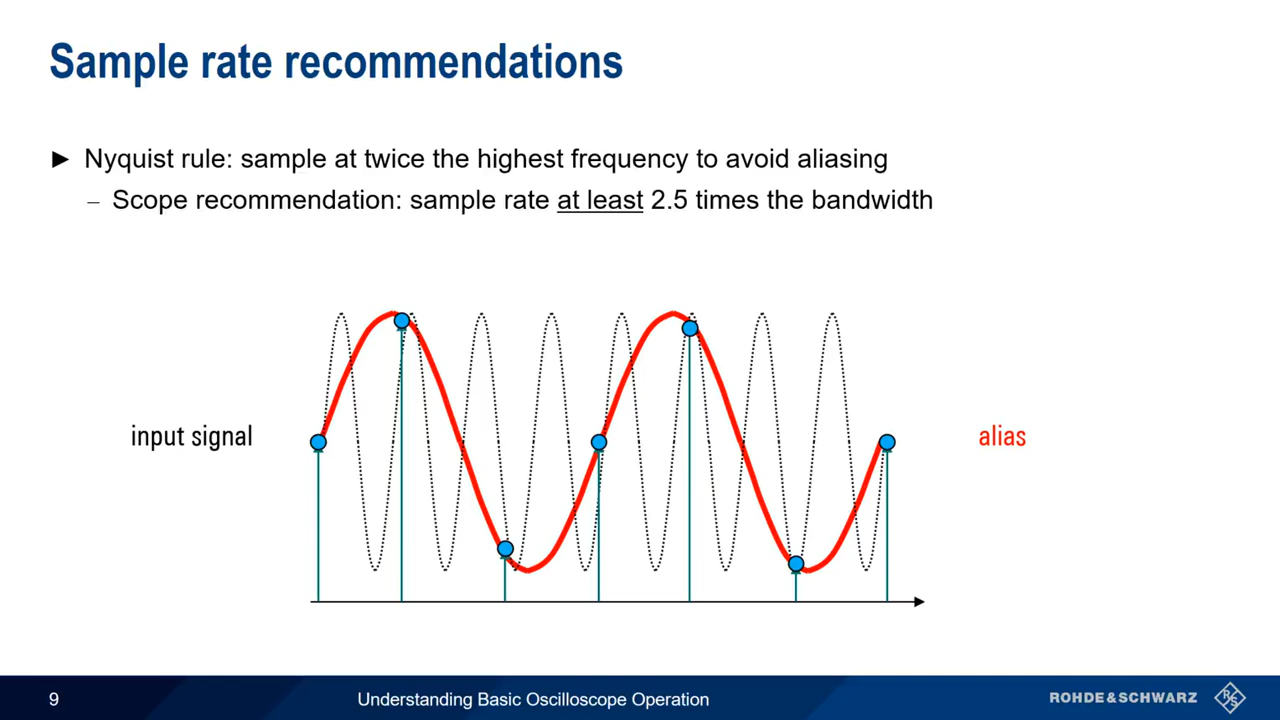 Sample rate recommendations
► Nyquist rule: sample at twice the highest frequency to avoid aliasing
– Scope recommendation: sample rate at least 2.5 times the bandwidth
input signal
alias
9
Understanding Basic Oscilloscope Operation
ROHDE & SCHWARZ
R S